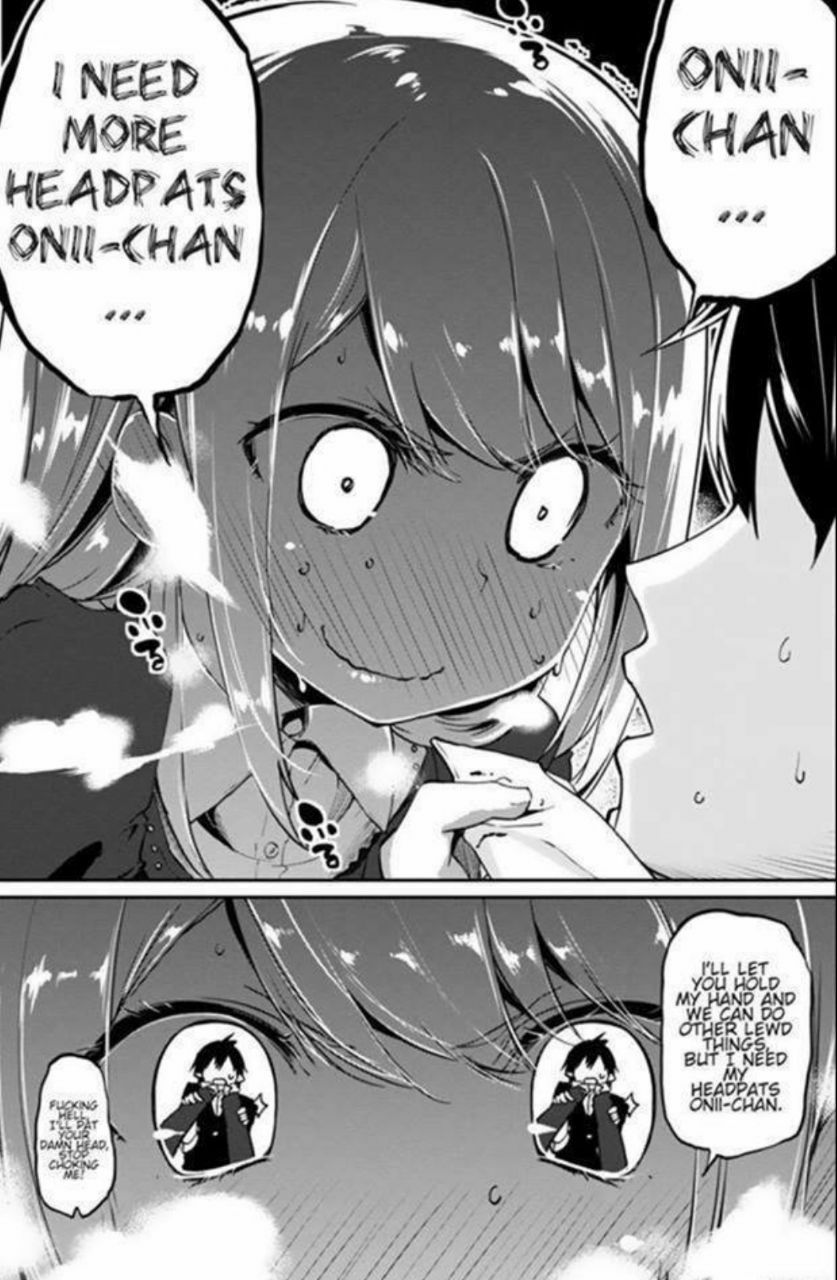 ONII-
CHAN
...
I NEED
MORE
HEADPATS
ONII-CHAN
...
I'LL LET
YOU HOLD
MY HAND AND
WE CAN DO
OTHER LEWD
THINGS,
BUT I NEED
MY
HEADPATS
ONII-CHAN.
FUCKING
HELL,
I'LL PAT
YOUR
DAMN HEAD,
STOP
CHOKING
ME!